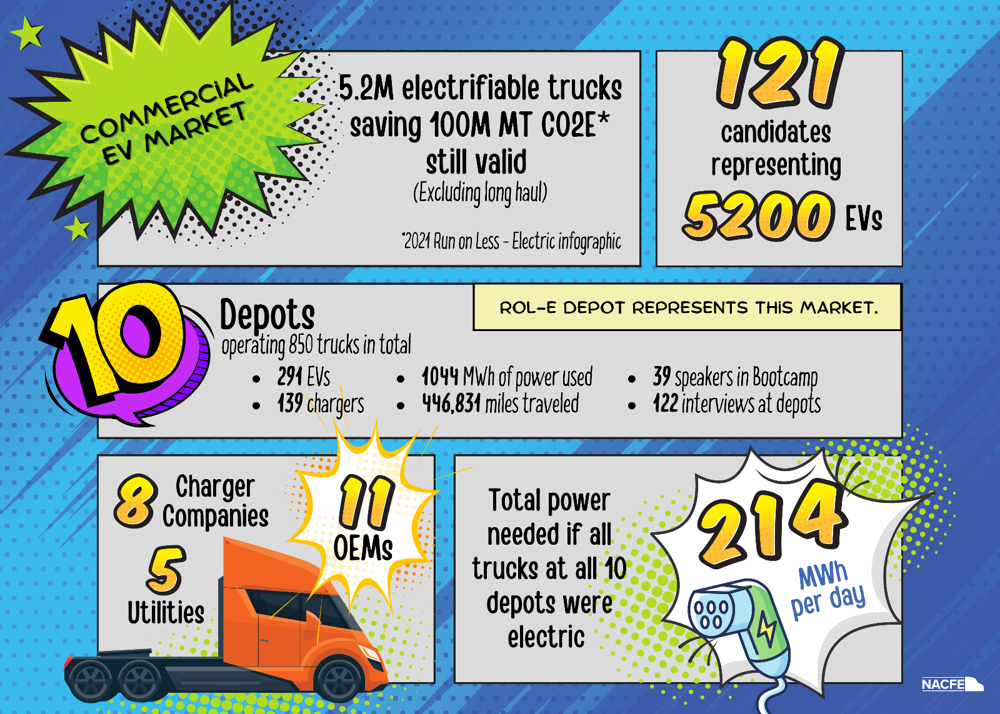 COMMERCIAL
EV MARKET
5.2M electrifiable trucks
saving 100M MT CO2E*
still valid
(Excluding long haul)
*2021 Run on Less - Electric infographic
121
candidates
representing
5200 EVs
10
Depots
operating 850 trucks in total
ROL-E DEPOT REPRESENTS THIS MARKET.
• 291 EVs
• 139 chargers
• 1044 MWh of power used
• 446,831 miles traveled
• 39 speakers in Bootcamp
• 122 interviews at depots
8 Charger
Companies
5
Utilities
11
OEMs
Total power
needed if all
trucks at all 10
depots were
electric
214
MWh
per day
NACFE